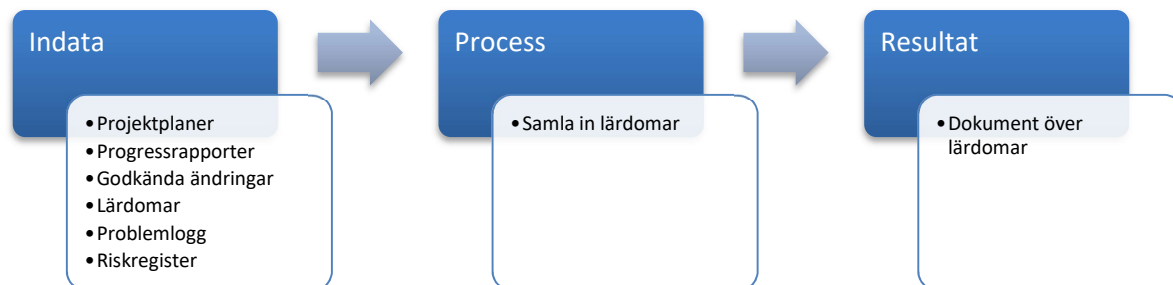 Indata
• Projektplaner
• Progressrapporter
• Godkända ändringar
• Lärdomar
• Problemlogg
• Riskregister
Process
• Samla in lärdomar
Resultat
• Dokument över
lärdomar